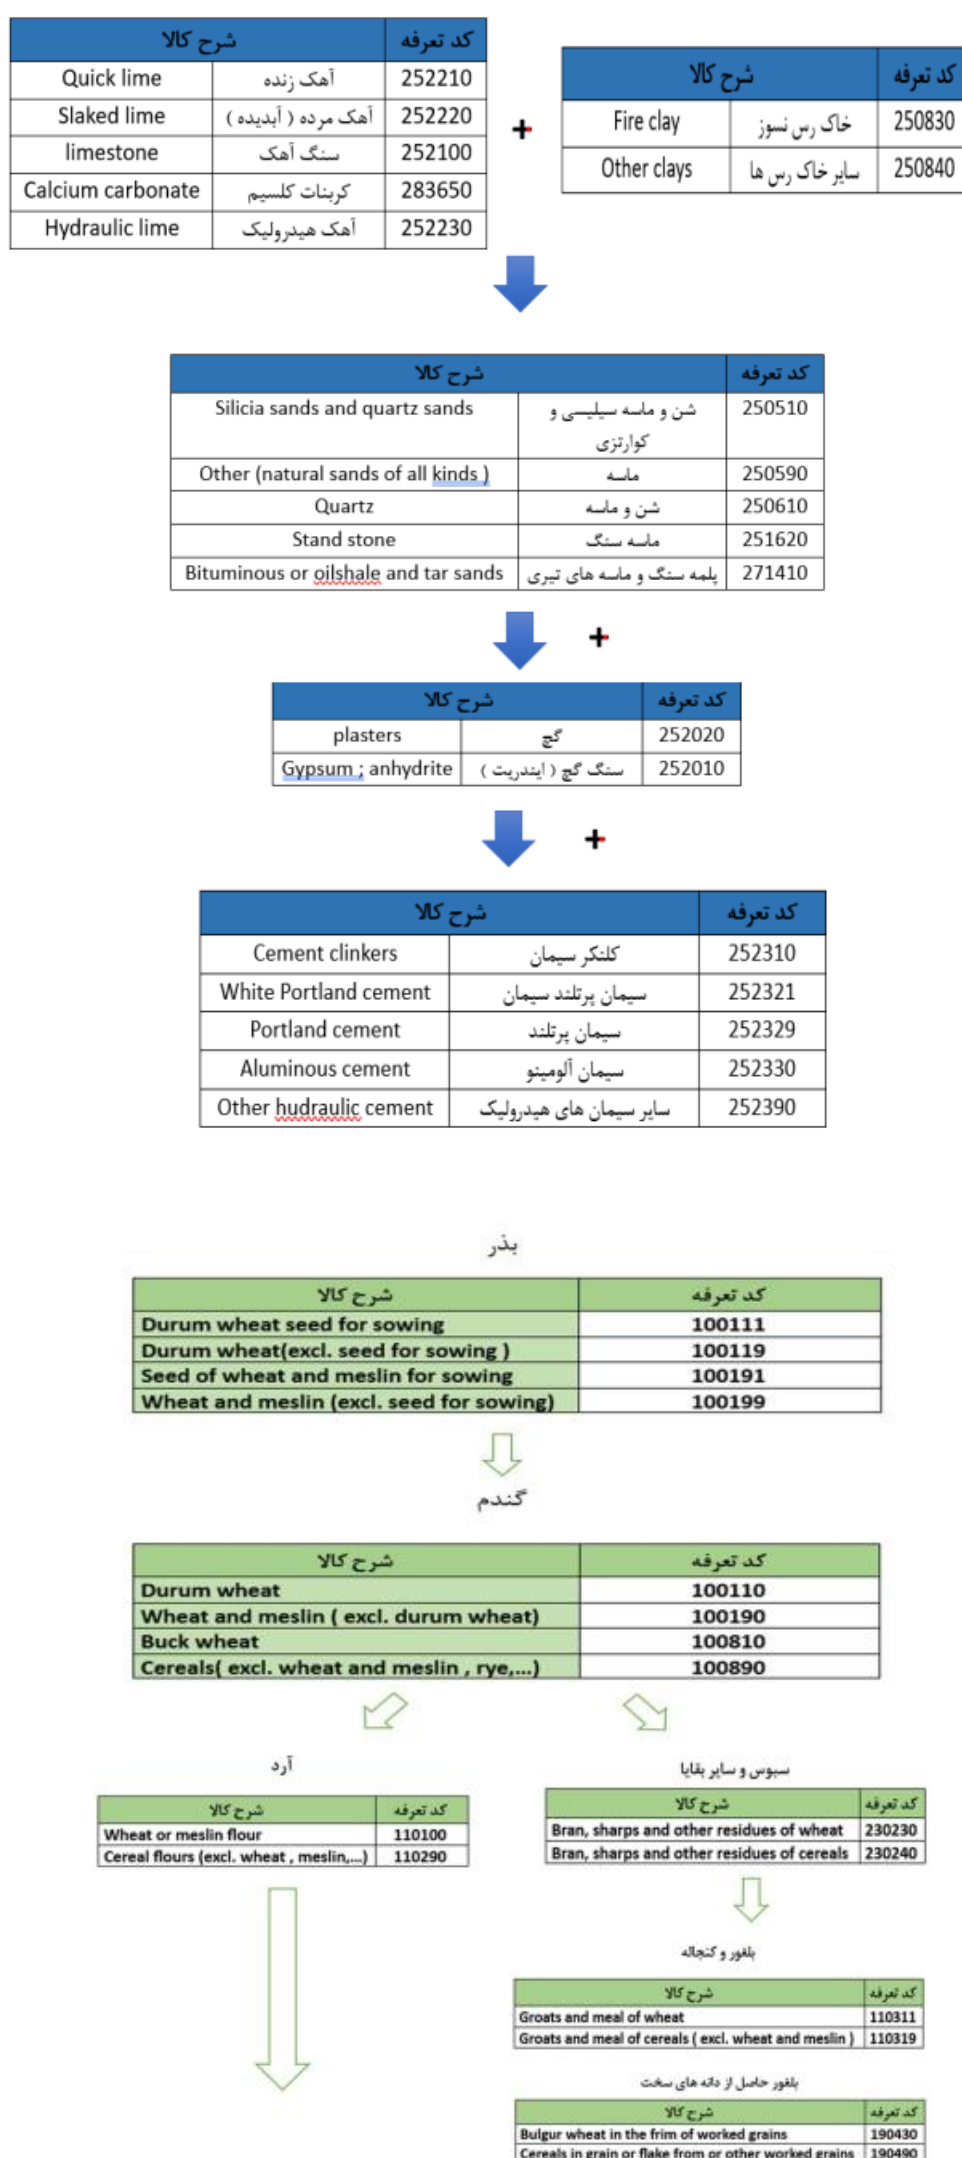 شرح کالا کد تعرفه
Quick lime آهک زنده 252210
Slaked lime آهک مرده ( آبدیده ) 252220
limestone سنگ آهک 252100
Calcium carbonate کربنات کلسیم 283650
Hydraulic lime آهک هیدرولیک 252230
+
شرح کالا کد تعرفه
Fire clay خاک رس نسوز 250830
Other clays سایر خاک رس ها 250840
شرح کالا کد تعرفه
Silicia sands and quartz sands شن و ماسه سیلیسی و 250510
کوارتزی
Other (natural sands of all kinds ) ماسه 250590
Quartz شن و ماسه 250610
Stand stone ماسه سنگ 251620
Bituminous or oilshale and tar sands پلمه سنگ و ماسه های تیری 271410
+
شرح کالا کد تعرفه
plasters گچ 252020
Gypsum ; anhydrite سنگ گچ ( ایندریت ) 252010
+
شرح کالا کد تعرفه
Cement clinkers کلنکر سیمان 252310
White Portland cement سیمان پرتلند سیمان 252321
Portland cement سیمان پرتلند 252329
Aluminous cement سیمان آلومینو 252330
Other hudraulic cement سایر سیمان های هیدرولیک 252390
بذر
شرح کالا کد تعرفه
Durum wheat seed for sowing 100111
Durum wheat(excl. seed for sowing ) 100119
Seed of wheat and meslin for sowing 100191
Wheat and meslin (excl. seed for sowing) 100199
گندم
شرح کالا کد تعرفه
Durum wheat 100110
Wheat and meslin ( excl. durum wheat) 100190
Buck wheat 100810
Cereals( excl. wheat and meslin , rye,...) 100890
آرد
شرح کالا کد تعرفه
Wheat or meslin flour 110100
Cereal flours (excl. wheat , meslin,...) 110290
سبوس و سایر بقایا
شرح کالا کد تعرفه
Bran, sharps and other residues of wheat 230230
Bran, sharps and other residues of cereals 230240
بلغور و کنجاله
شرح کالا کد تعرفه
Groats and meal of wheat 110311
Groats and meal of cereals ( excl. wheat and meslin ) 110319
بلغور حاصل از دانه های سخت
شرح کالا کد تعرفه
Bulgur wheat in the frim of worked grains 190430
Cereals in grain or flake from or other worked grains 190490